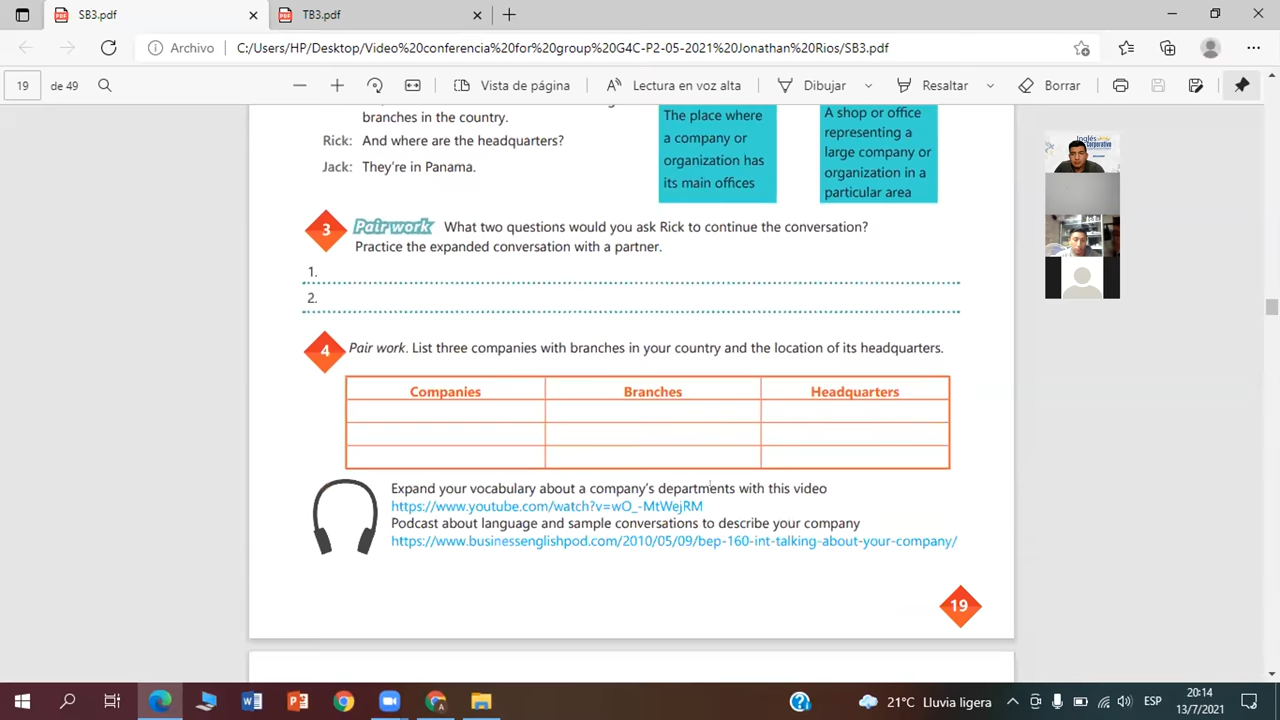 SB3.pdf
TB3.pdf
Archivo
C:/Users/HP/Desktop/Video%20conferencia%20for%20group%20G4C-P2-05-2021%20Jonathan%20Rios/SB3.pdf
19
de 49
Vista de página
Lectura en voz alta
Dibujar
Resaltar
Borrar
branches in the country.
Rick: And where are the headquarters?
Jack: They're in Panama.
The place where
a company or
organization has
its main offices
A shop or office
representing a
large company or
organization in a
particular area
Inglés
Corporativo
3 Pair work What two questions would you ask Rick to continue the conversation?
Practice the expanded conversation with a partner.
1.
2.
4 Pair work. List three companies with branches in your country and the location of its headquarters.
Companies Branches Headquarters
Expand your vocabulary about a company's departments with this video
https://www.youtube.com/watch?v=wO_-MtWejRM
Podcast about language and sample conversations to describe your company
https://www.businessenglishpod.com/2010/05/09/bep-160-int-talking-about-your-company/
19
21°C Lluvia ligera
ESP
20:14
13/7/2021